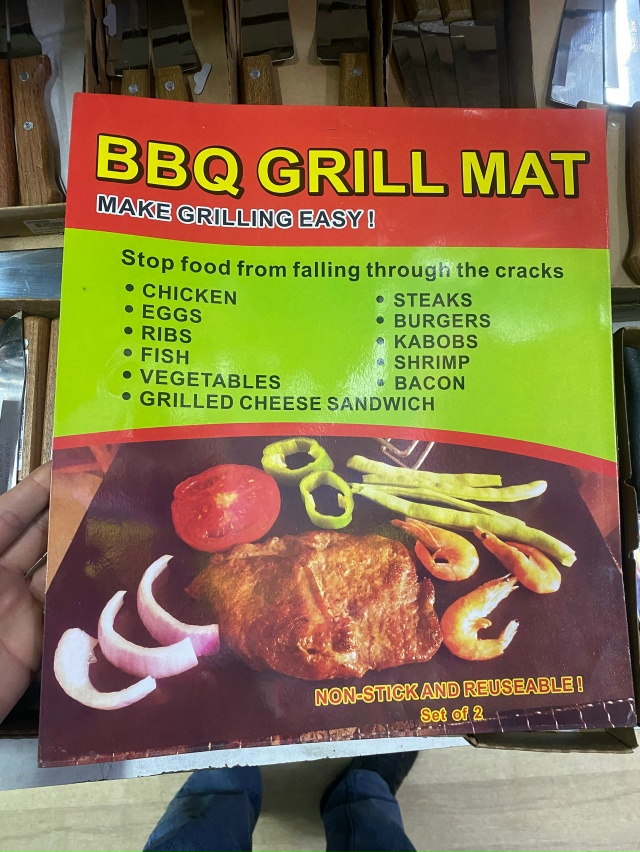 BBQ GRILL MAT
MAKE GRILLING EASY!
Stop food from falling through the cracks
• CHICKEN
• EGGS
• RIBS
• FISH
• VEGETABLES
• GRILLED CHEESE SANDWICH
• STEAKS
• BURGERS
• KABOBS
• SHRIMP
• BACON
NON-STICK AND REUSEABLE!
Set of 2